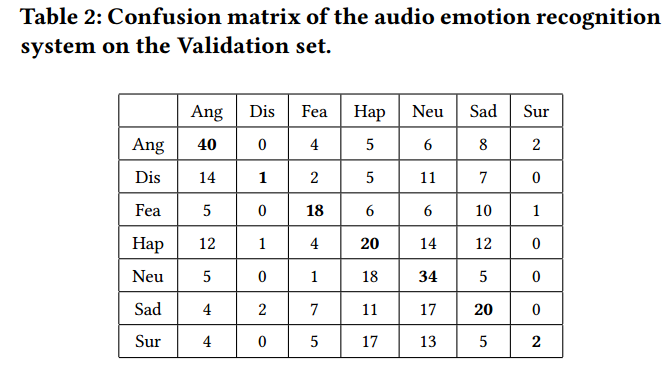 Table 2: Confusion matrix of the audio emotion recognition
system on the Validation set.
Ang Dis Fea Hap Neu Sad Sur
Ang 40 0 4 5 6 8 2
Dis 14 1 2 5 11 7 0
Fea 5 0 18 6 6 10 1
Hap 12 1 4 20 14 12 0
Neu 5 0 1 18 34 5 0
Sad 4 2 7 11 17 20 0
Sur 4 0 5 17 13 5 2